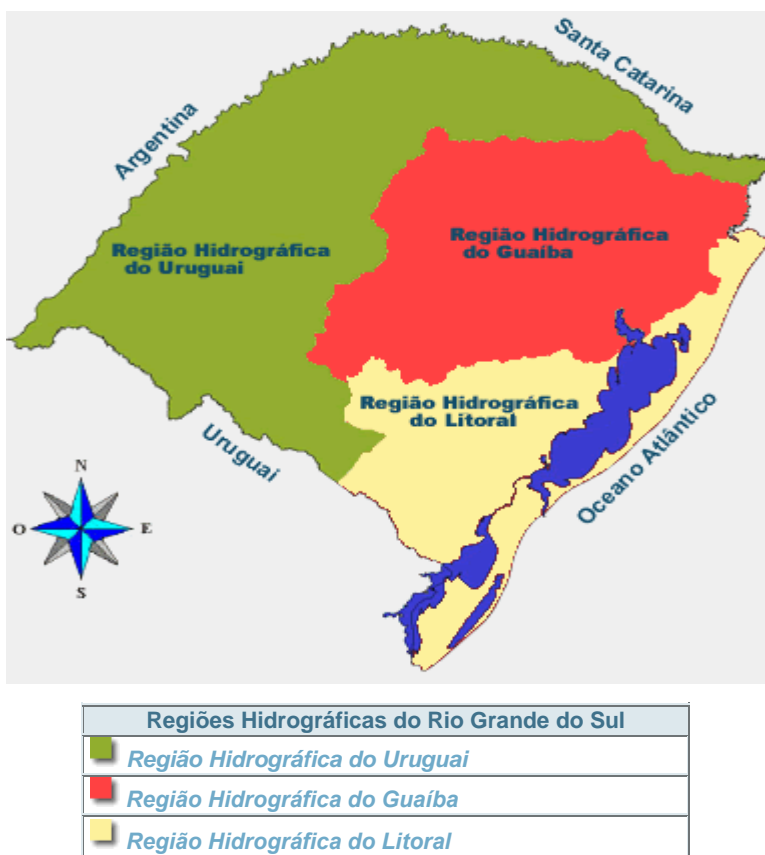 Santa Catarina
Argentina
Região Hidrográfica
do Guaíba
Região Hidrográfica
do Uruguai
Região Hidrográfica
do Litoral
Oceano Atlântico
Uruguai
N
O
E
S
Regiões Hidrográficas do Rio Grande do Sul
Região Hidrográfica do Uruguai
Região Hidrográfica do Guaíba
Região Hidrográfica do Litoral